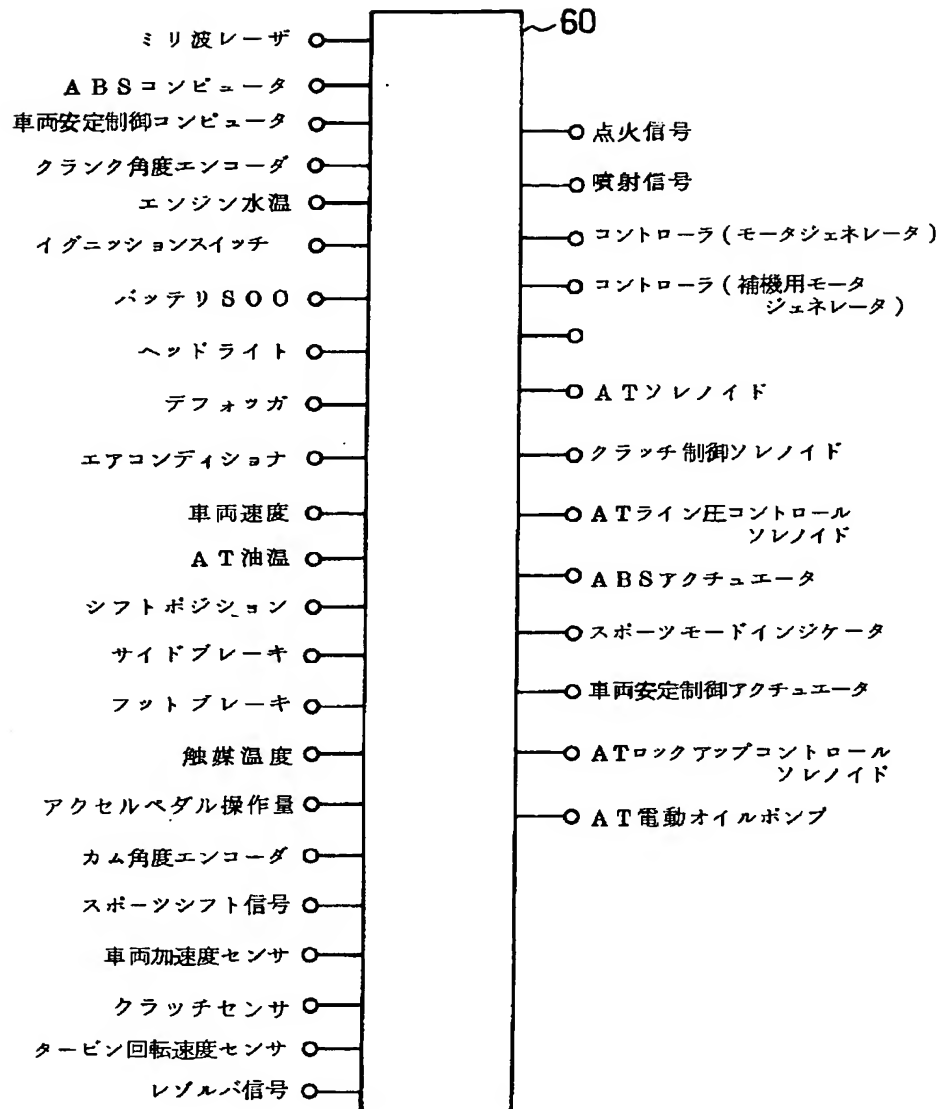 60
ミリ波レーザ
ABSコンピュータ
車両安定制御コンピュータ
クランク角度エンコーダ
エンジン水温
イグニッションスイッチ
バッテリSOO
ヘッドライト
デフォッガ
エアコンディショナ
車両速度
AT油温
シフトポジション
サイドブレーキ
フットブレーキ
触媒温度
アクセルペダル操作量
カム角度エンコーダ
スポーツシフト信号
車両加速度センサ
クラッチセンサ
タービン回転速度センサ
レゾルバ信号
点火信号
噴射信号
コントローラ(モータジェネレータ)
コントローラ(補機用モータ
ジェネレータ)
ATソレノイド
クラッチ制御ソレノイド
ATライン圧コントロール
ソレノイド
ABSアクチュエータ
スポーツモードインジケータ
車両安定制御アクチュエータ
ATロックアップコントロール
ソレノイド
AT電動オイルポンプ